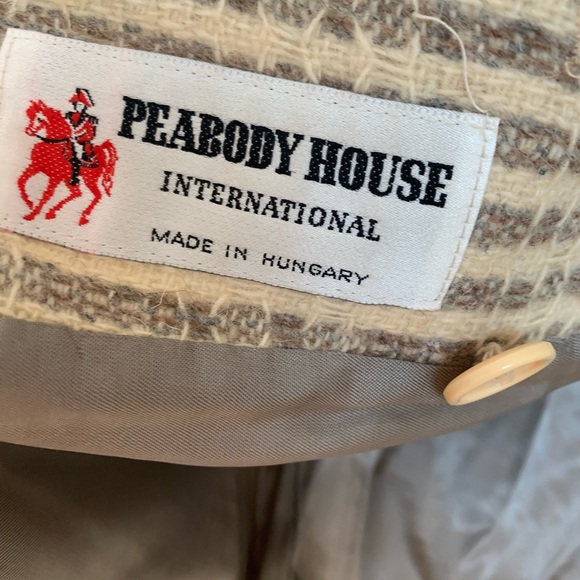 PEABODY HOUSE
INTERNATIONAL
MADE IN HUNGARY